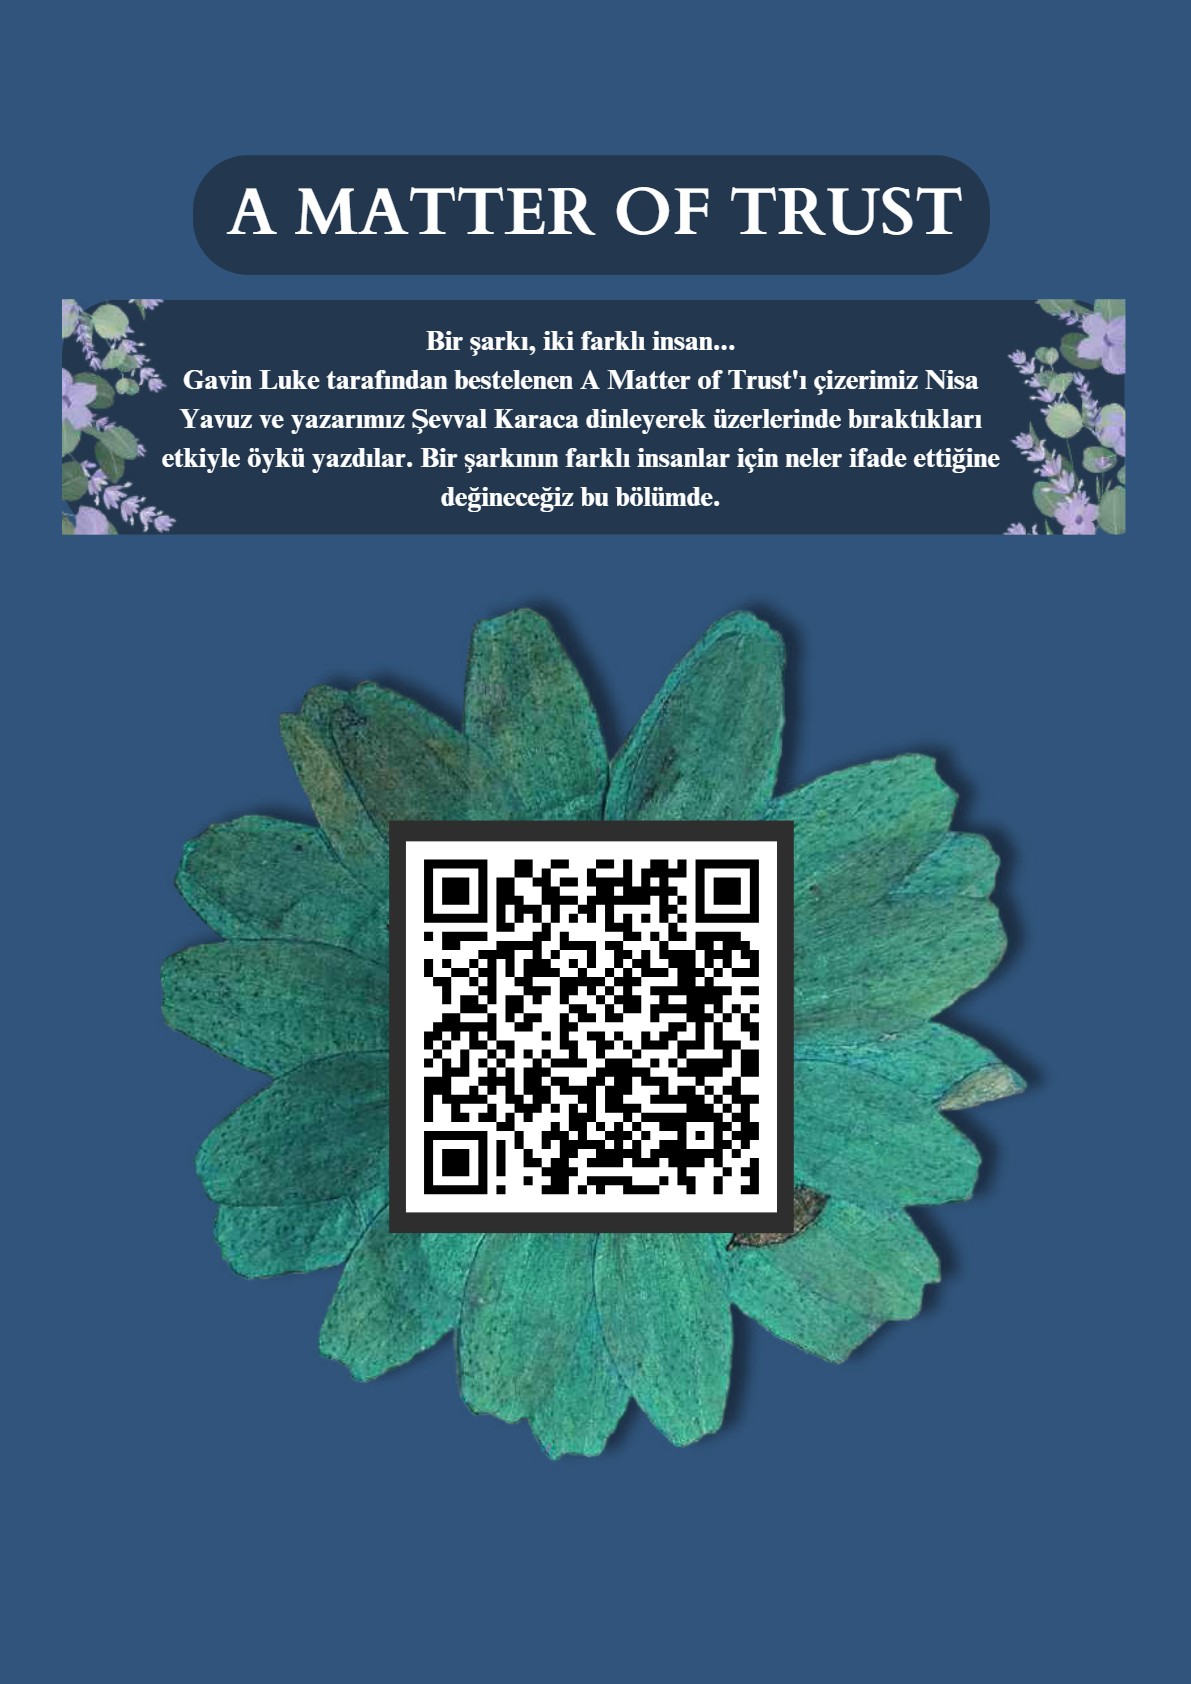 A MATTER OF TRUST
Bir şarkı, iki farklı insan...
Gavin Luke tarafından bestelenen A Matter of Trust'ı çizerimiz Nisa
Yavuz ve yazarımız Şevval Karaca dinleyerek üzerlerinde bıraktıkları
etkiyle öykü yazdılar. Bir şarkının farklı insanlar için neler ifade ettiğine
değineceğiz bu bölümde.